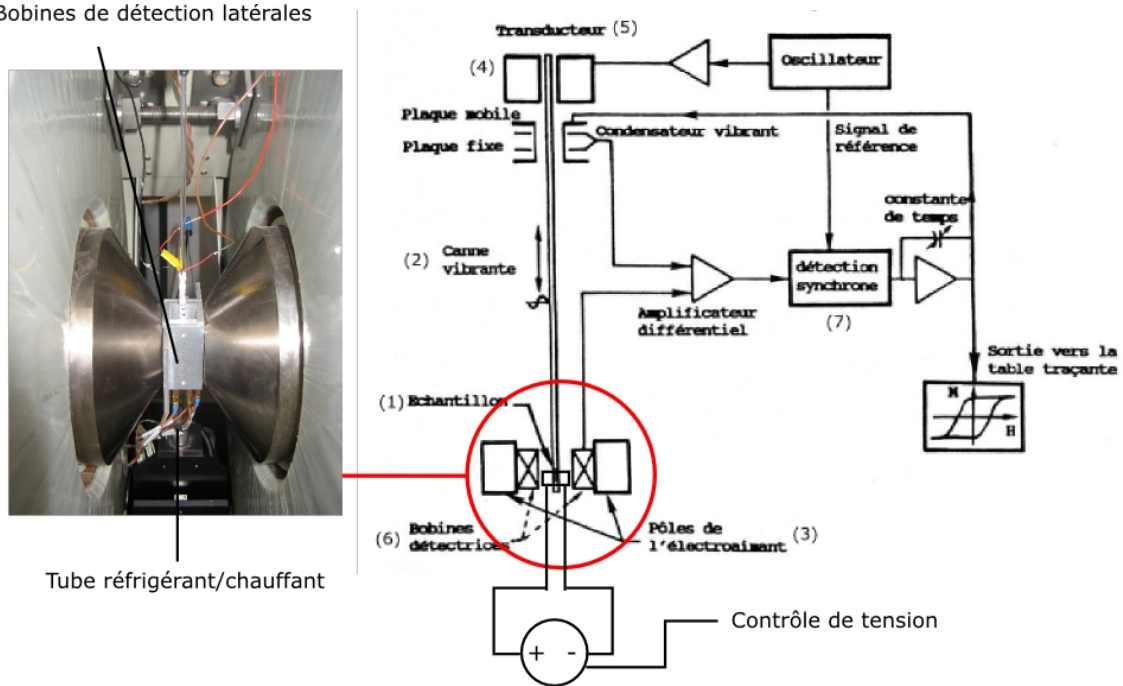 Bobines de détection latérales
Tube réfrigérant/chauffant
Transducteur (5)
(4)
Oscillateur
Plaque mobile
Plaque fixe
Condensateur vibrant
Signal de
référence
constante
de temps
(2) Canne
vibrante
détection
synchrone
(7)
Amplificateur
différentiel
Sortie vers la
table traçante
M
H
(1) Echantillon
(6) Bobines
détectrices
Pôles de
l'électroaimant (3)
+ -
Contrôle de tension